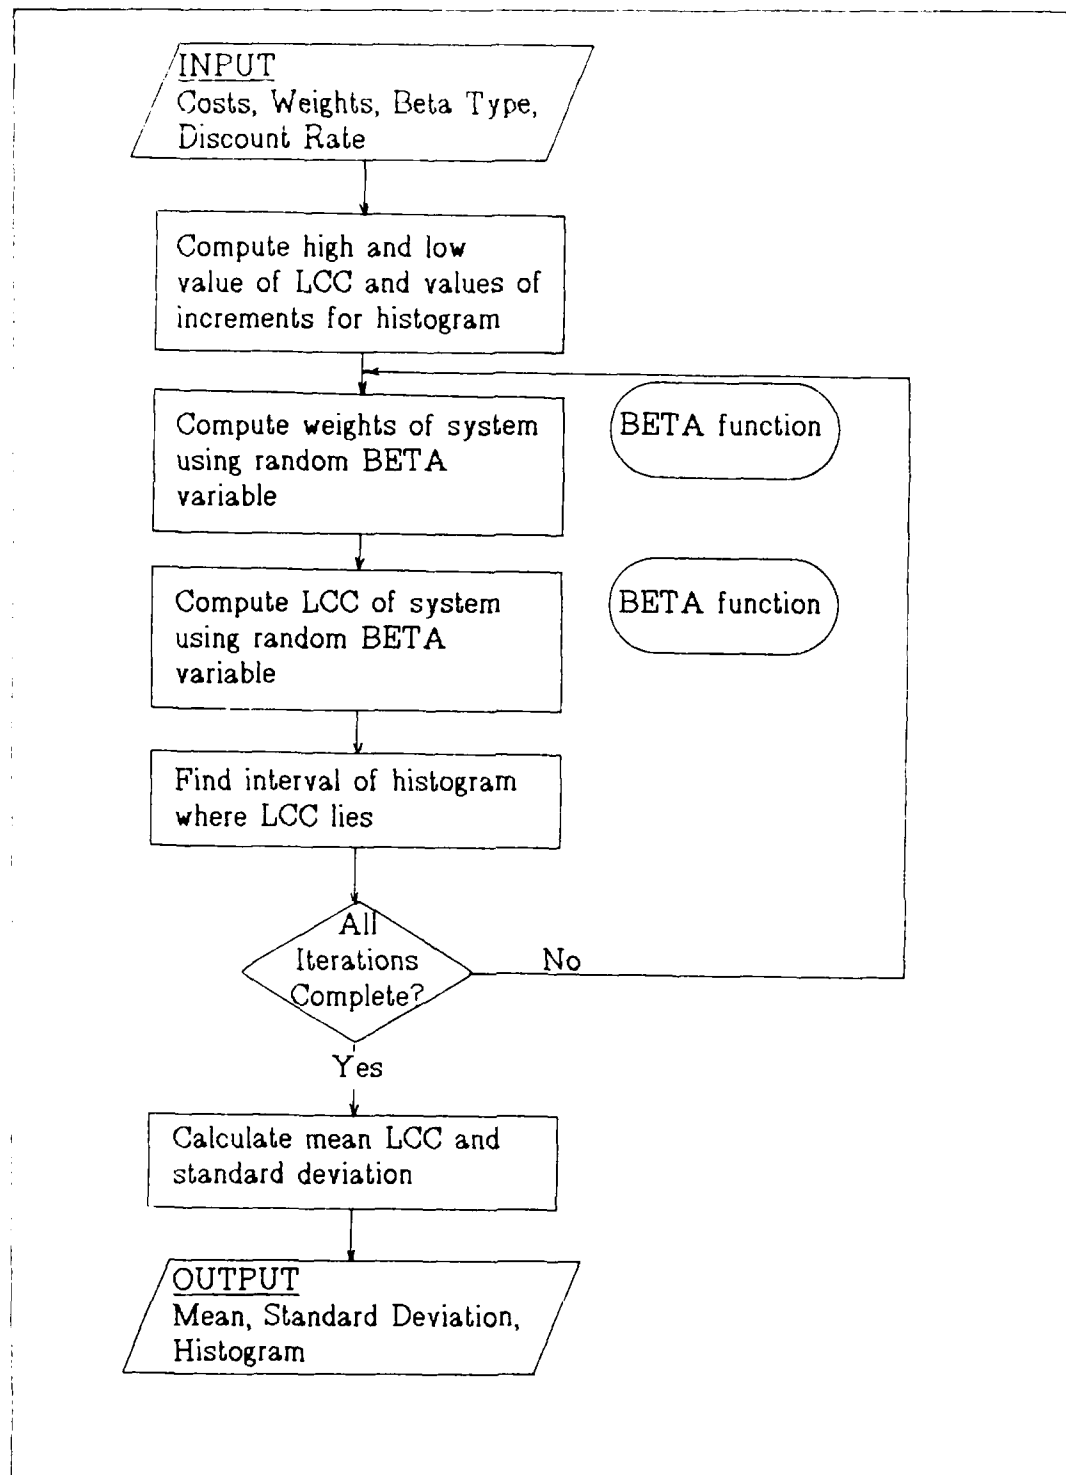 INPUT
Costs, Weights, Beta Type,
Discount Rate
Compute high and low
value of LCC and values of
increments for histogram
Compute weights of system
using random BETA
variable
BETA function
Compute LCC of system
using random BETA
variable
BETA function
Find interval of histogram
where LCC lies
All
Iterations
Complete?
No
Yes
Calculate mean LCC and
standard deviation
OUTPUT
Mean, Standard Deviation,
Histogram